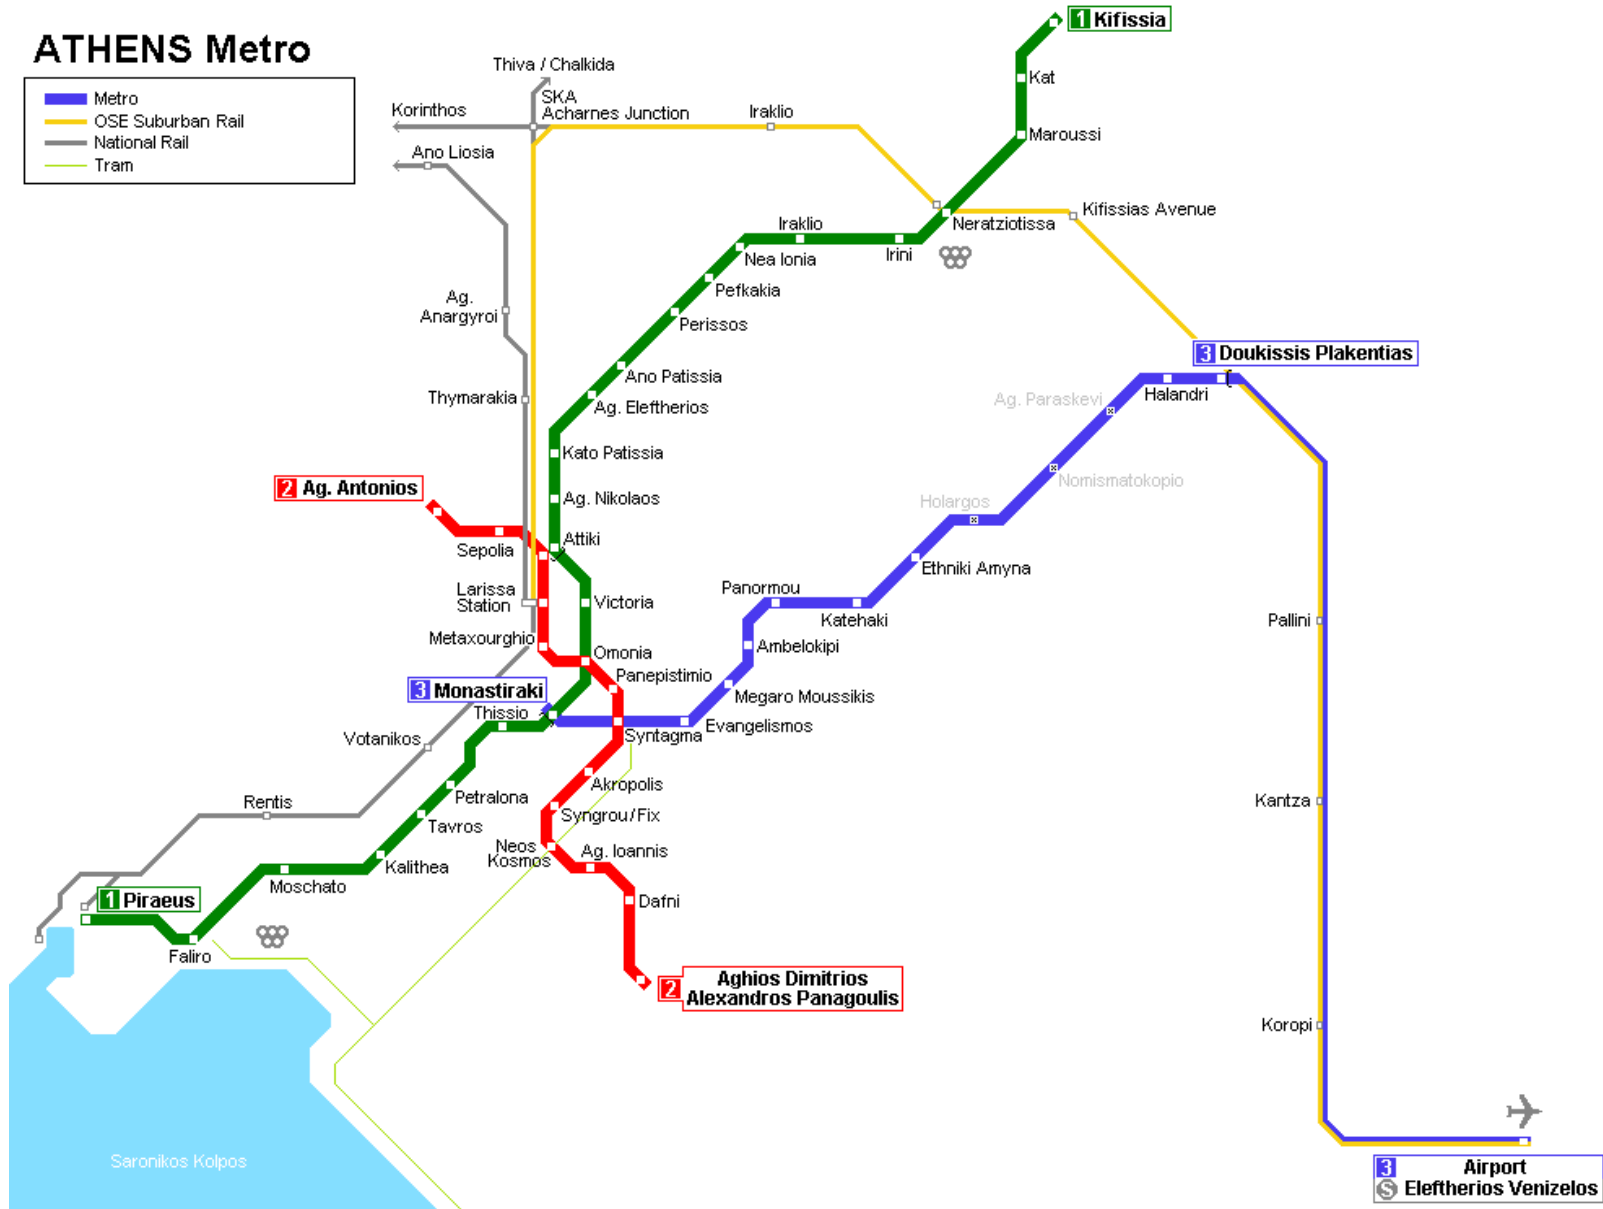 ATHENS Metro
Metro
OSE Suburban Rail
National Rail
Tram
1 Kifissia
Kat
Maroussi
Thiva / Chalkida
SKA
Acharnes Junction
Korinthos
Ano Liosia
Iraklio
Kifissias Avenue
Neratziotissa
Iraklio
Irini
Nea Ionia
Pefkakia
Perissos
Ag.
Anargyroi
Ano Patissia
Ag. Eleftherios
Thymarakia
Kato Patissia
Ag. Nikolaos
Attiki
3 Doukissis Plakentias
Halandri
Ag. Paraskevi
Nomismatokopio
Holargos
Ethniki Amyna
Katehaki
Panormou
Ambelokipi
Megaro Moussikis
Evangelismos
2 Ag. Antonios
Sepolia
Larissa
Station
Victoria
Metaxourghio
Omonia
Panepistimio
3 Monastiraki
Thissio
Syntagma
Votanikos
Akropolis
Petralona
Syngrou/Fix
Tavros
Rentis
Neos
Kosmos
Ag. Ioannis
Kalithea
Moschato
Dafni
1 Piraeus
Faliro
2 Aghios Dimitrios
Alexandros Panagoulis
Pallini
Kantza
Koropi
3 Airport
S Eleftherios Venizelos
Saronikos Kolpos